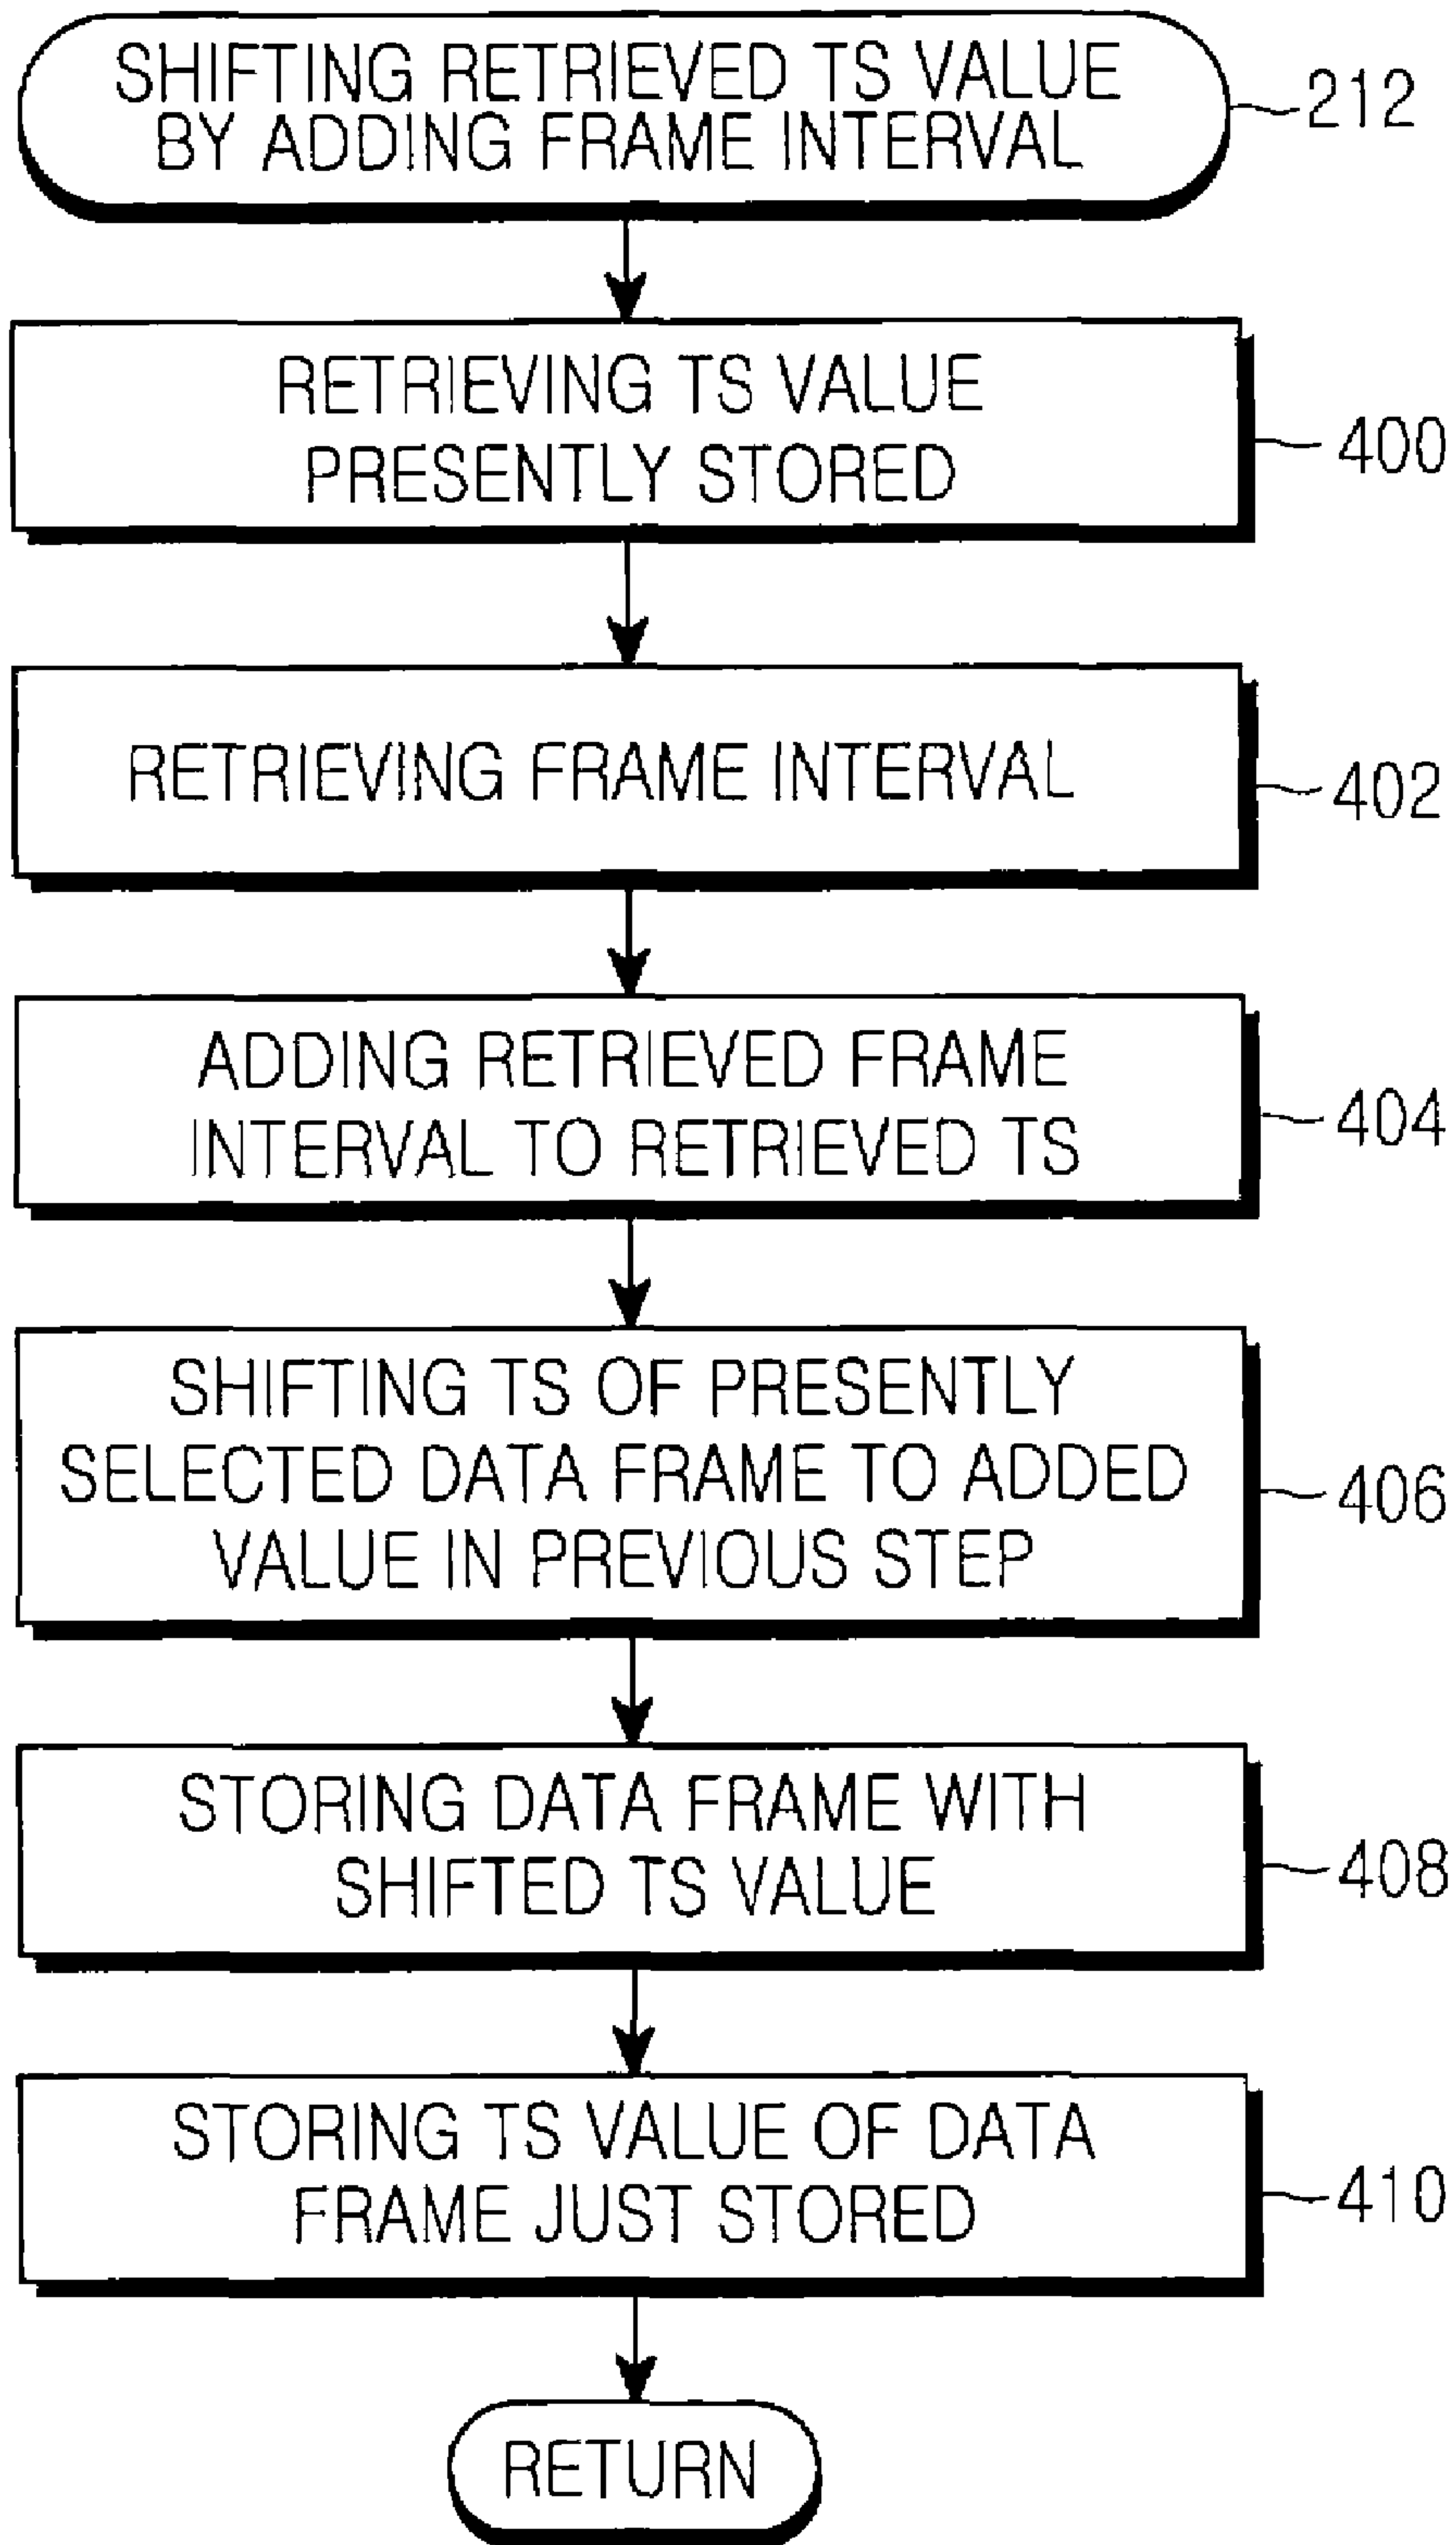 SHIFTING RETRIEVED TS VALUE
BY ADDING FRAME INTERVAL
212
RETRIEVING TS VALUE
PRESENTLY STORED
400
RETRIEVING FRAME INTERVAL
402
ADDING RETRIEVED FRAME
INTERVAL TO RETRIEVED TS
404
SHIFTING TS OF PRESENTLY
SELECTED DATA FRAME TO ADDED
VALUE IN PREVIOUS STEP
406
STORING DATA FRAME WITH
SHIFTED TS VALUE
408
STORING TS VALUE OF DATA
FRAME JUST STORED
410
RETURN